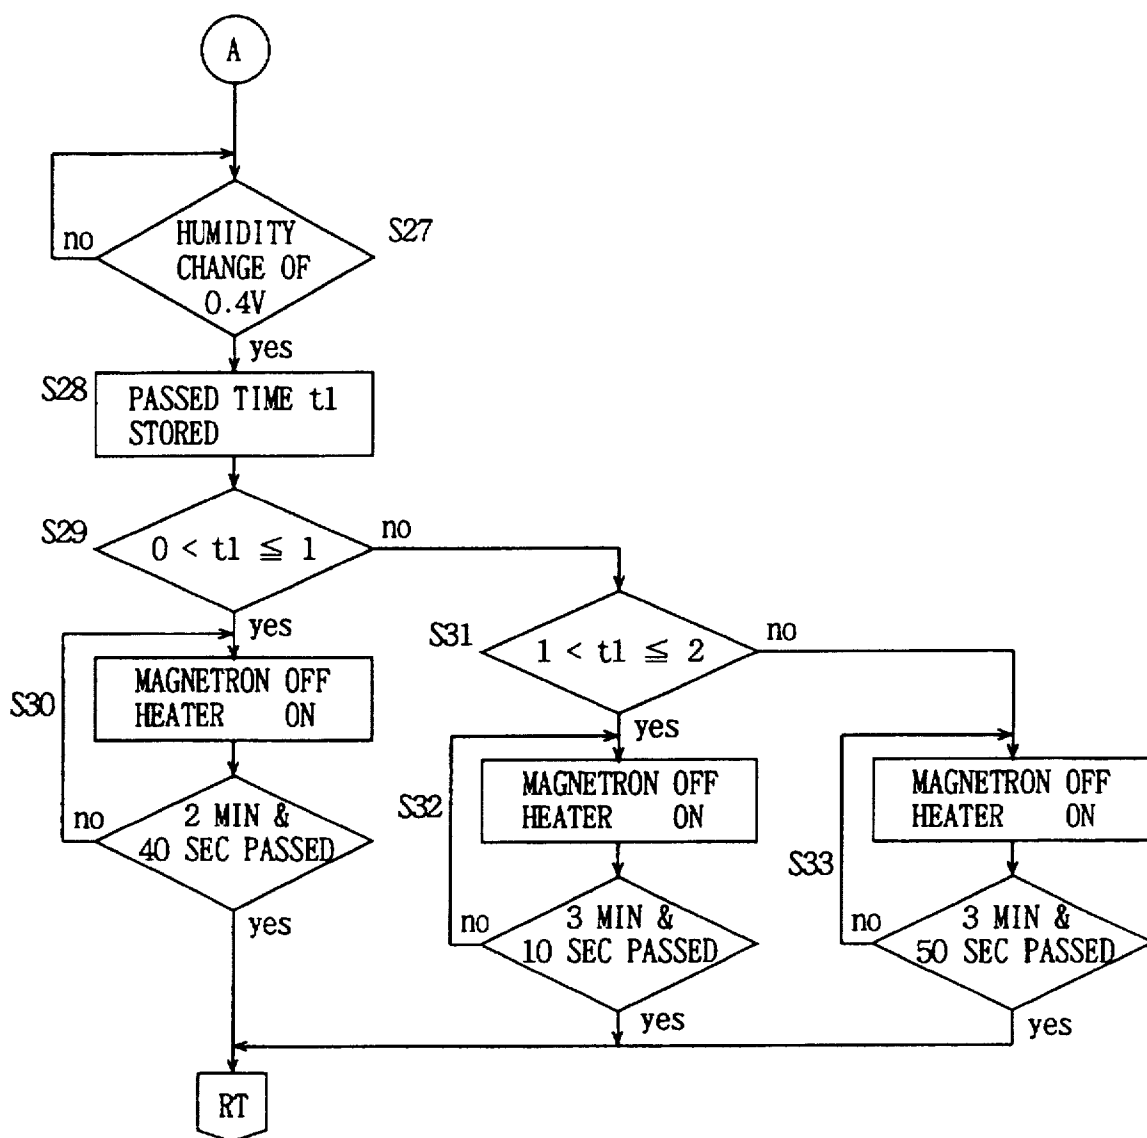 A
no
HUMIDITY
CHANGE OF
0.4V
S27
yes
S28
PASSED TIME t1
STORED
S29
0 < t1 ≦ 1
no
yes
S30
MAGNETRON OFF
HEATER ON
no
2 MIN &
40 SEC PASSED
yes
S31
1 < t1 ≦ 2
no
yes
S32
MAGNETRON OFF
HEATER ON
no
3 MIN &
10 SEC PASSED
yes
S33
MAGNETRON OFF
HEATER ON
no
3 MIN &
50 SEC PASSED
yes
RT